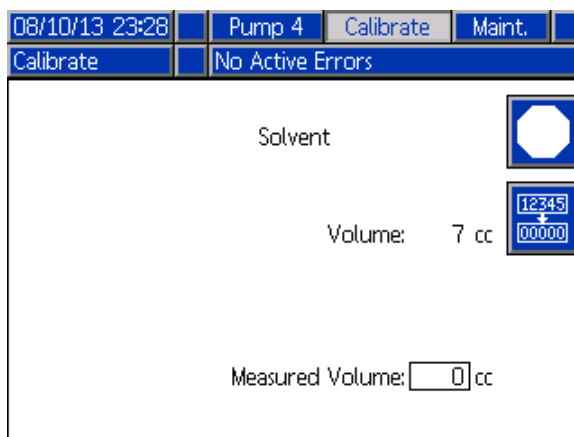 08/10/13 23:28 Pump 4 Calibrate Maint.
Calibrate No Active Errors
Solvent
12345
Volume: 7 cc
00000
Measured Volume: 0 cc